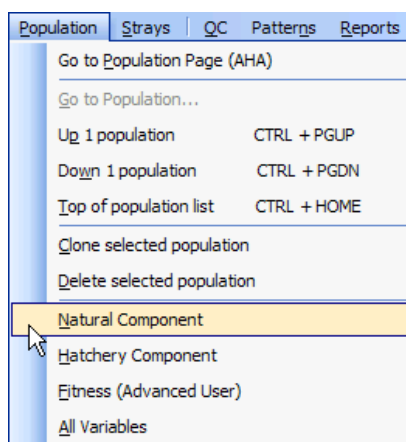 Population Strays QC Patterns Reports
Go to Population Page (AHA)
Go to Population...
Up 1 population CTRL + PGUP
Down 1 population CTRL + PGDN
Top of population list CTRL + HOME
Clone selected population
Delete selected population
Natural Component
Hatchery Component
Fitness (Advanced User)
All Variables